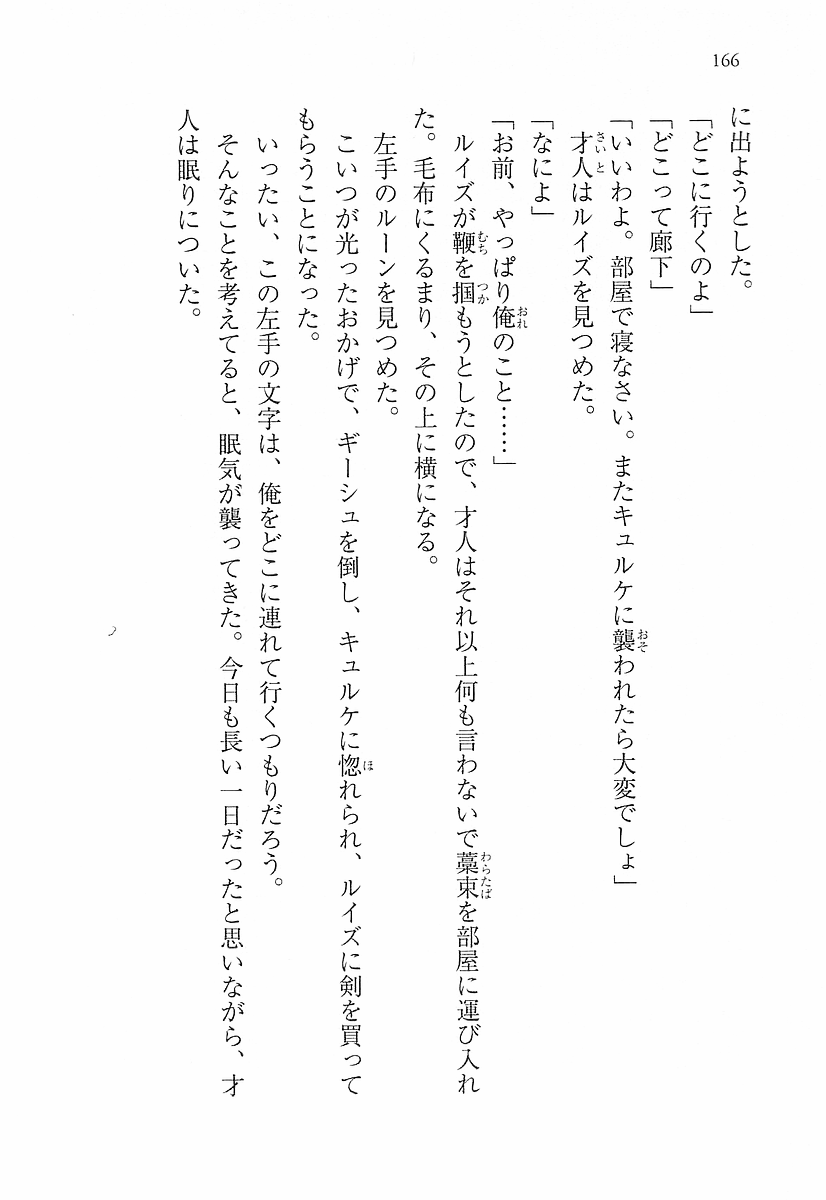 166
に出ようとした。
「どこに行くのよ」
「どこって廊下」
「いいわよ。部屋で寝なさい。またキュルケに襲われたら大変でしょ」
才人はルイズを見つめた。
「なによ」
「お前、やっぱり俺のこと……」
ルイズが鞭を掴もうとしたので、才人はそれ以上何も言わないで藁束を部屋に運び入れ
た。毛布にくるまり、その上に横になる。
左手のルーンを見つめた。
こいつが光ったおかげで、ギーシュを倒し、キュルケに惚れられ、ルイズに剣を買って
もらうことになった。
いったい、この左手の文字は、俺をどこに連れて行くつもりだろう。
そんなことを考えてると、眠気が襲ってきた。今日も長い一日だったと思いながら、才
人は眠りについた。